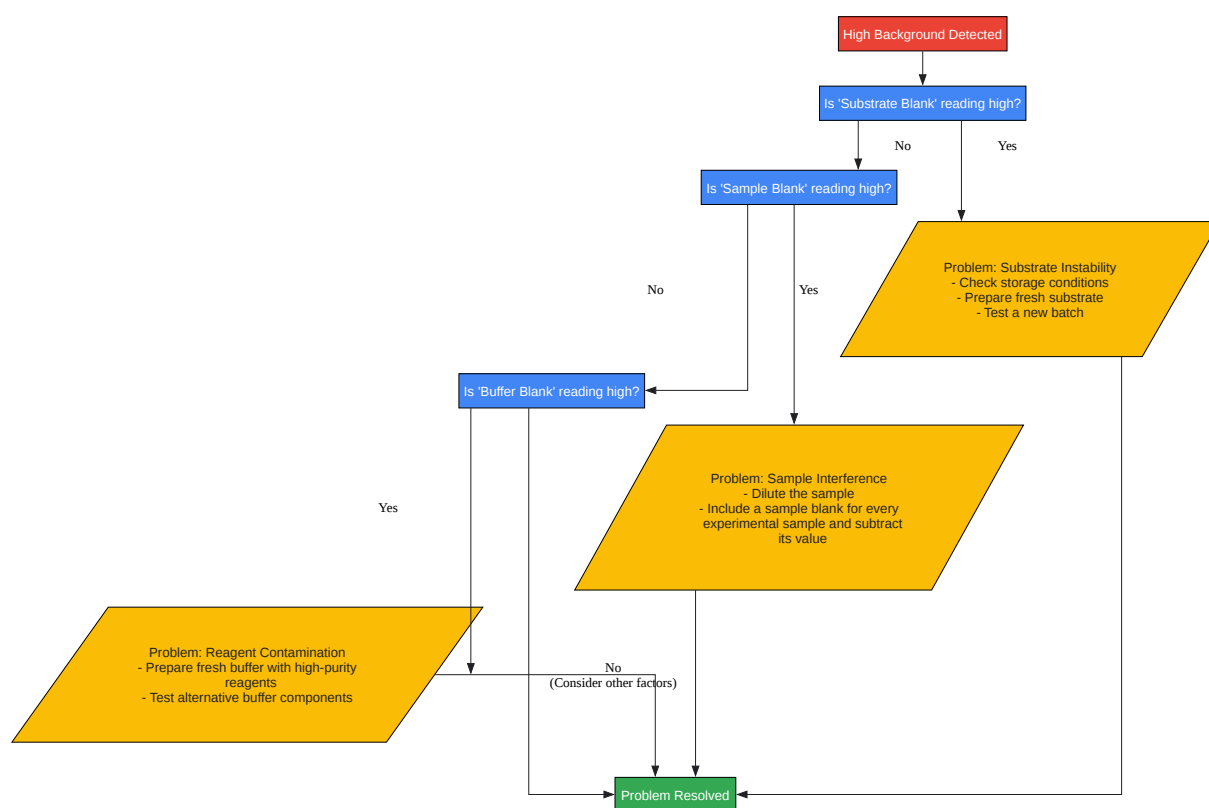 High Background Detected
Is 'Substrate Blank' reading high?
No
Yes
Is 'Sample Blank' reading high?
Problem: Substrate Instability
- Check storage conditions
- Prepare fresh substrate
- Test a new batch
No
Yes
Is 'Buffer Blank' reading high?
Problem: Sample Interference
- Dilute the sample
- Include a sample blank for every
experimental sample and subtract
its value
Yes
Problem: Reagent Contamination
- Prepare fresh buffer with high-purity
reagents
- Test alternative buffer components
No
(Consider other factors)
Problem Resolved